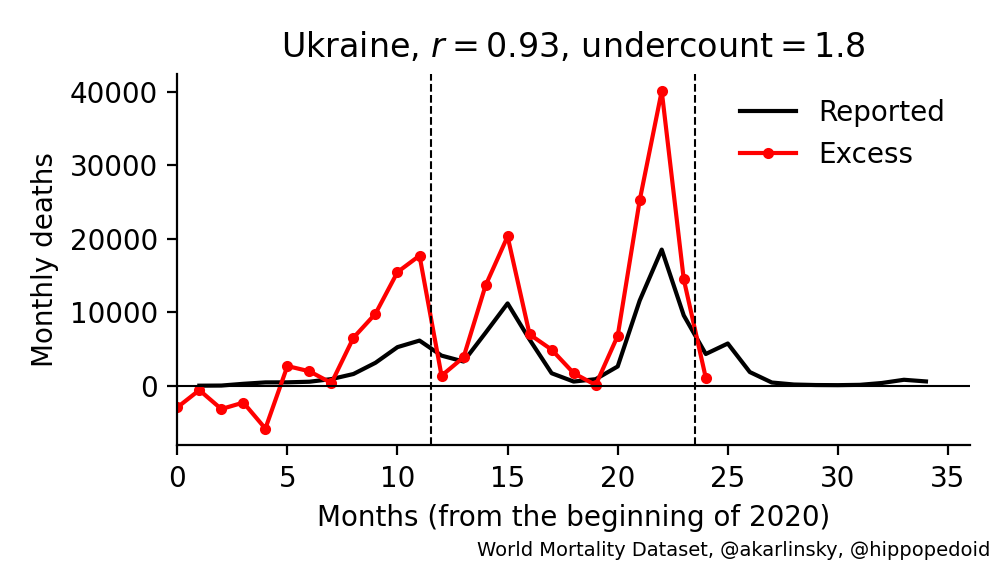 Ukraine, r = 0.93, undercount = 1.8
40000
30000
20000
10000
0
Monthly deaths
Reported
Excess
0 5 10 15 20 25 30 35
Months (from the beginning of 2020)
World Mortality Dataset, @akarlinsky, @hippopedoid